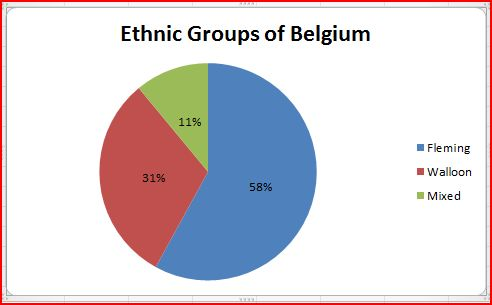 Ethnic Groups of Belgium
11%
31%
58%
Fleming
Walloon
Mixed